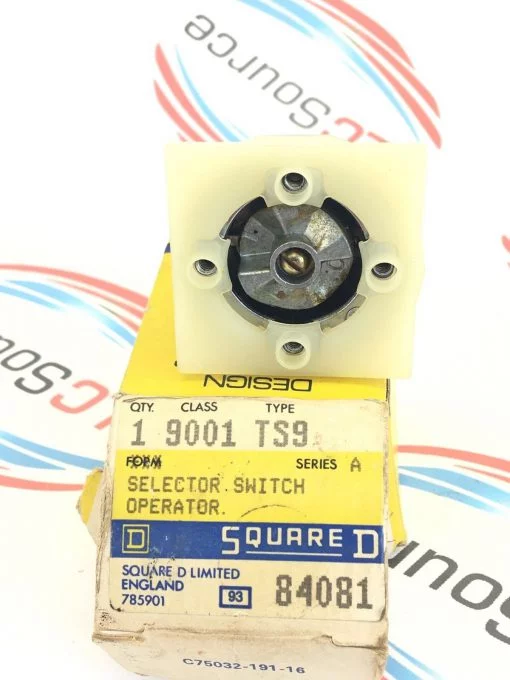 LCSource
DESIGN
QTY. CLASS TYPE
1 9001 TS9
FORM SERIES A
SELECTOR SWITCH
OPERATOR.
D SQUARE D
SQUARE D LIMITED
ENGLAND
785901
93 84081
C75032-191-16